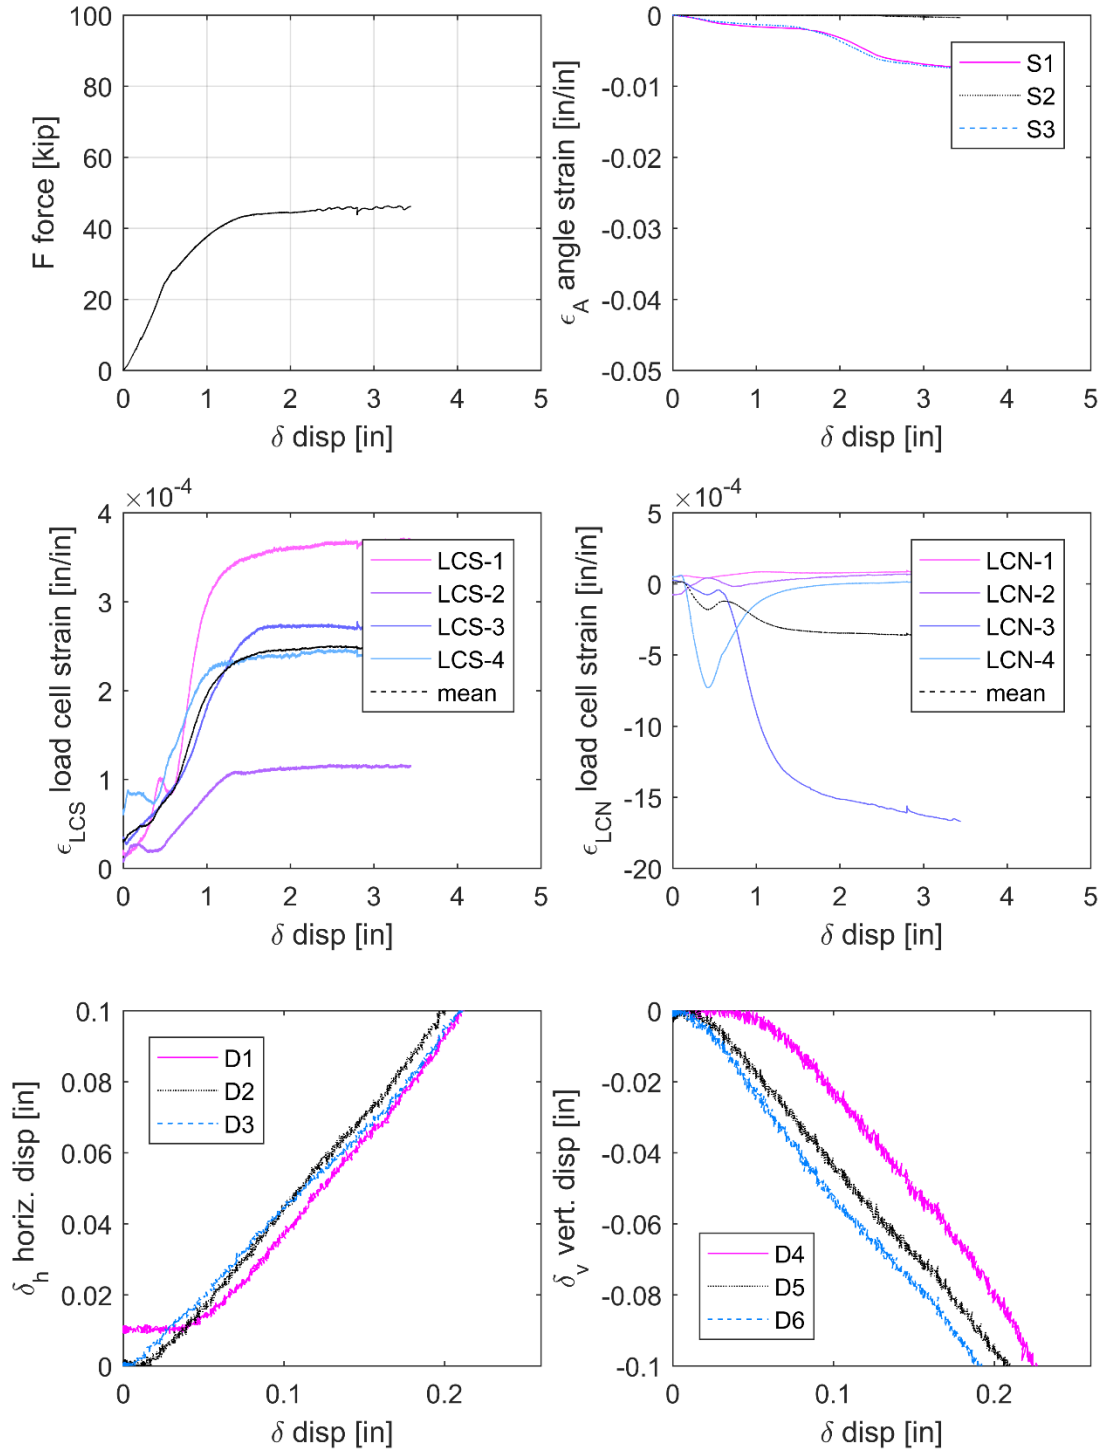 100
80
60
40
20
0
F force [kip]
0 1 2 3 4 5
δ disp [in]
0
-0.01
-0.02
-0.03
-0.04
-0.05
ϵA angle strain [in/in]
S1
S2
S3
0 1 2 3 4 5
δ disp [in]
×10-4
4
3
2
1
0
ϵLCS load cell strain [in/in]
LCS-1
LCS-2
LCS-3
LCS-4
mean
0 1 2 3 4 5
δ disp [in]
×10-4
5
0
-5
-10
-15
-20
ϵLCN load cell strain [in/in]
LCN-1
LCN-2
LCN-3
LCN-4
mean
0 1 2 3 4 5
δ disp [in]
0.1
0.08
0.06
0.04
0.02
0
δh horiz. disp [in]
D1
D2
D3
0 0.1 0.2
δ disp [in]
0
-0.02
-0.04
-0.06
-0.08
-0.1
δv vert. disp [in]
D4
D5
D6
0 0.1 0.2
δ disp [in]